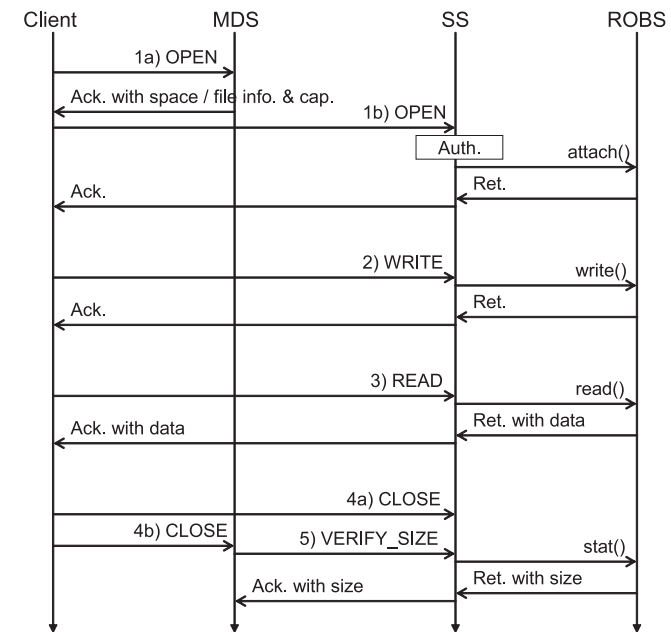 Client MDS SS ROBS
1a) OPEN
Ack. with space / file info. & cap.
1b) OPEN
Auth.
attach()
Ret.
Ack.
2) WRITE
write()
Ret.
Ack.
3) READ
read()
Ret. with data
Ack. with data
4a) CLOSE
4b) CLOSE
5) VERIFY_SIZE
stat()
Ret. with size
Ack. with size